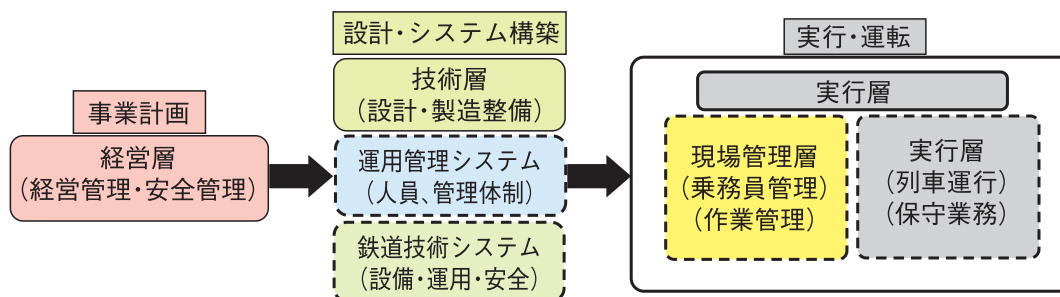 事業計画
経営層
(経営管理・安全管理)
設計・システム構築
技術層
(設計・製造整備)
運用管理システム
(人員、管理体制)
鉄道技術システム
(設備・運用・安全)
実行・運転
実行層
現場管理層
(乗務員管理)
(作業管理)
実行層
(列車運行)
(保守業務)